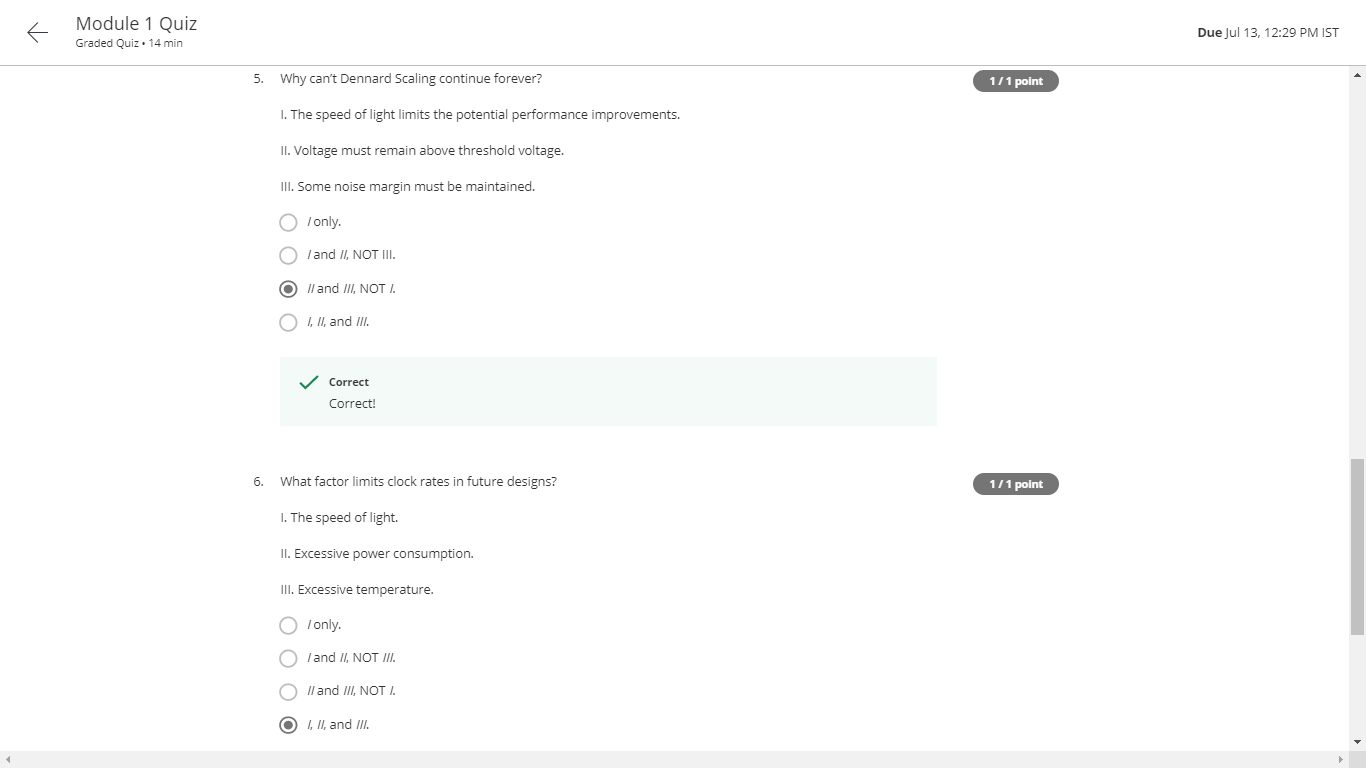 Module 1 Quiz
Graded Quiz • 14 min
Due Jul 13, 12:29 PM IST
5. Why can't Dennard Scaling continue forever?
1 / 1 point
I. The speed of light limits the potential performance improvements.
II. Voltage must remain above threshold voltage.
III. Some noise margin must be maintained.
I only.
I and II, NOT III.
II and III, NOT I.
I, II, and III.
Correct
Correct!
6. What factor limits clock rates in future designs?
1 / 1 point
I. The speed of light.
II. Excessive power consumption.
III. Excessive temperature.
I only.
I and II, NOT III.
II and III, NOT I.
I, II, and III.